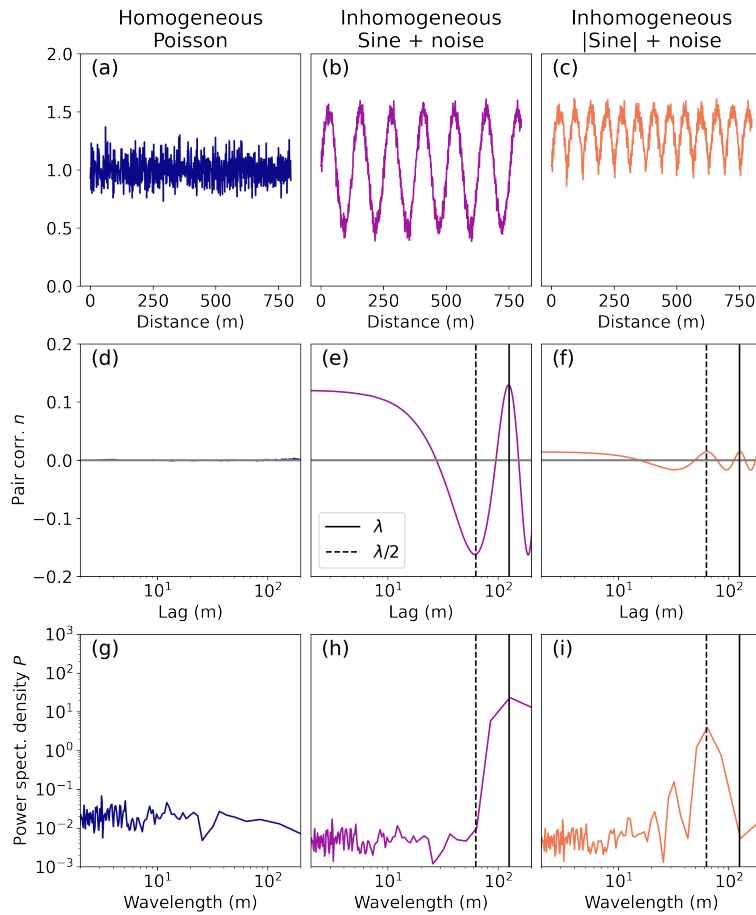 Homogeneous
Poisson
Inhomogeneous
Sine + noise
Inhomogeneous
|Sine| + noise
(a)
(b)
(c)
2.0
1.5
1.0
0.5
0.0
0 250 500 750
0 250 500 750
0 250 500 750
Distance (m)
Distance (m)
Distance (m)
(d)
(e)
(f)
Pair corr. n
0.2
0.1
0.0
−0.1
−0.2
λ
λ/2
10¹ 10²
10¹ 10²
10¹ 10²
Lag (m)
Lag (m)
Lag (m)
(g)
(h)
(i)
Power spect. density P
10³
10²
10¹
10⁰
10⁻¹
10⁻²
10⁻³
10¹ 10²
10¹ 10²
10¹ 10²
Wavelength (m)
Wavelength (m)
Wavelength (m)